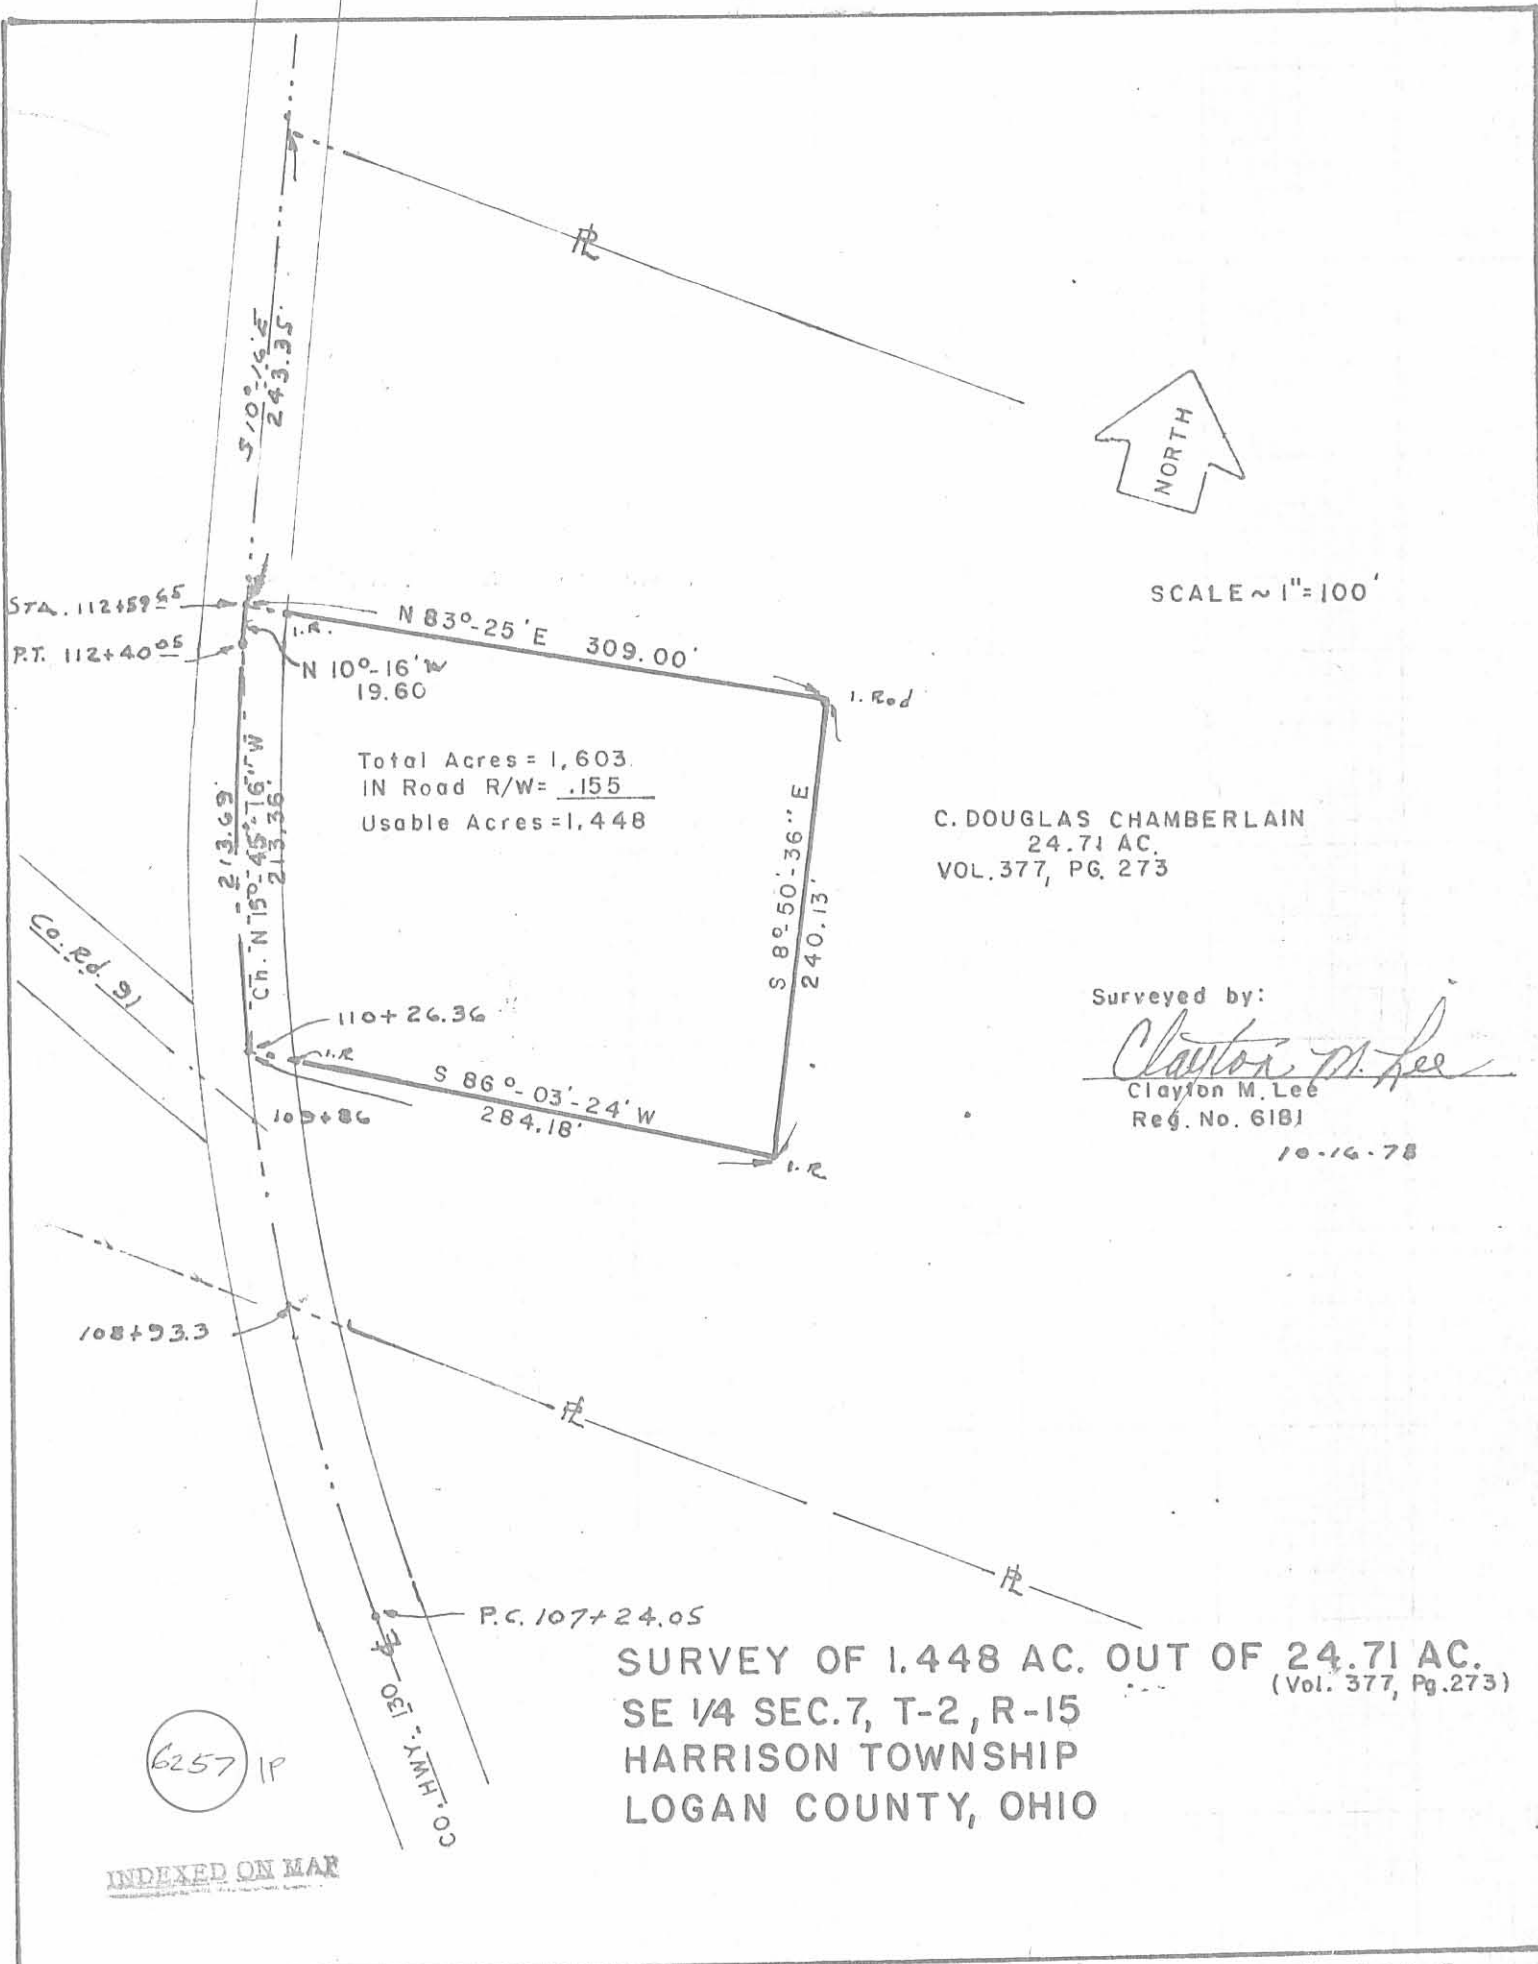 S 10°-16' E
243.35'
℄
NORTH
SCALE ~ 1"=100'
STA. 112+59.65
P.T. 112+40.05
I.R.
N 83°-25' E 309.00'
I. Rod
N 10°-16' W
19.60
Total Acres = 1,603
IN Road R/W= .155
Usable Acres =1,448
213.69'
Ch. N 15°-45'-16" W
213.36'
S 8°-50'-36" E
240.13'
C. DOUGLAS CHAMBERLAIN
24.71 AC.
VOL.377, PG. 273
Co. Rd. 91
110+26.36
I.R
S 86°-03'-24' W
284.18'
109+86
I.R
Surveyed by:
Clayton M. Lee
Clayton M. Lee
Reg. No. 6181
10-16-78
108+93.3
PL
PL
P.C. 107+24.05
CO. HWY. 130
SURVEY OF 1.448 AC. OUT OF 24.71 AC.
(Vol. 377, Pg.273)
SE 1/4 SEC.7, T-2, R-15
HARRISON TOWNSHIP
LOGAN COUNTY, OHIO
6257 1P
INDEXED ON MAP